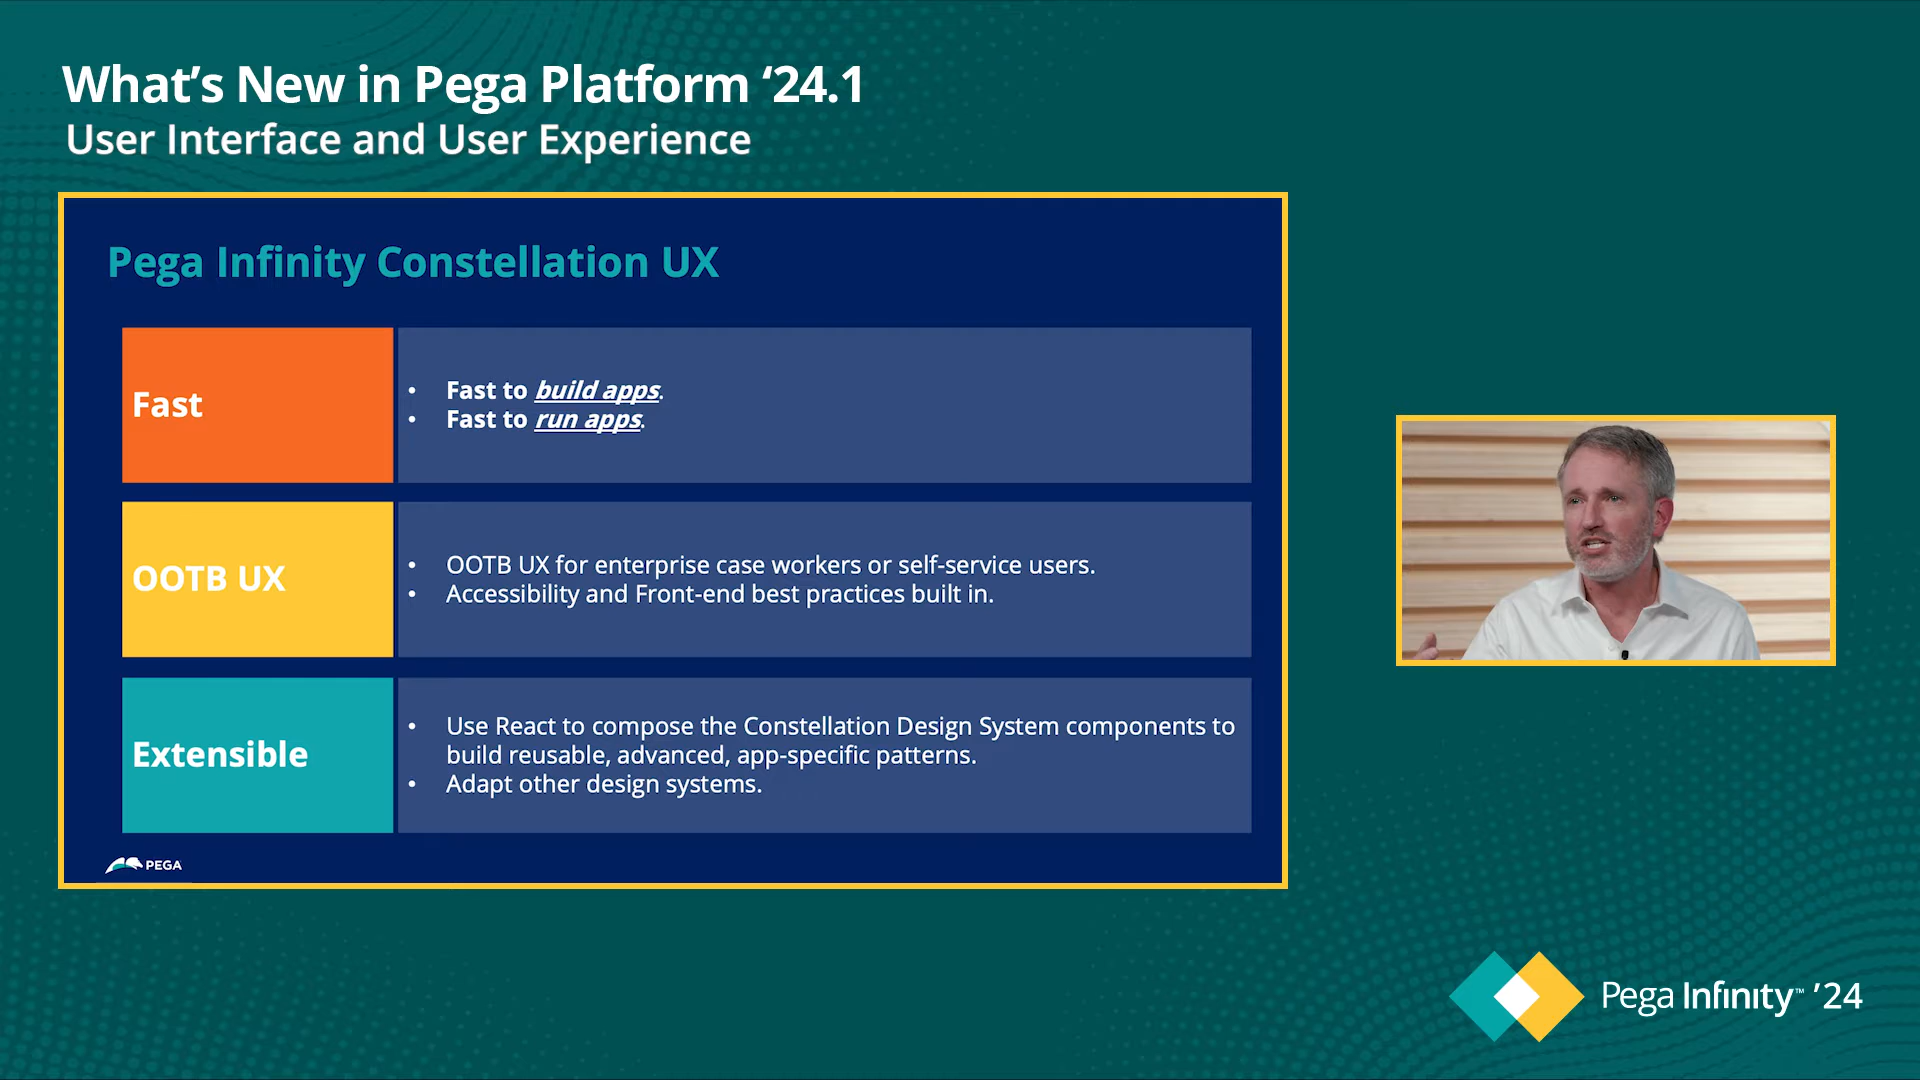 What’s New in Pega Platform ‘24.1
User Interface and User Experience
Pega Infinity Constellation UX
Fast
• Fast to build apps.
• Fast to run apps.
OOTB UX
• OOTB UX for enterprise case workers or self-service users.
• Accessibility and Front-end best practices built in.
Extensible
• Use React to compose the Constellation Design System components to
build reusable, advanced, app-specific patterns.
• Adapt other design systems.
PEGA
Pega Infinity™ ’24